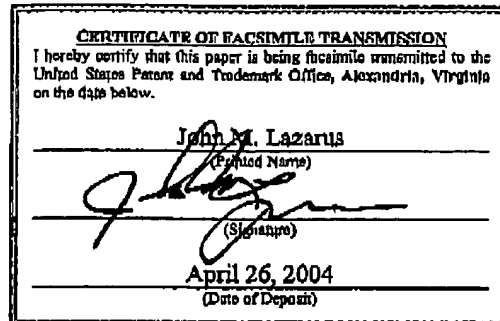 CERTIFICATE OF FACSIMILE TRANSMISSION
I hereby certify that this paper is being facsimile transmitted to the
United States Patent and Trademark Office, Alexandria, Virginia
on the date below.
John M. Lazarus
(Printed Name)
(Signature)
April 26, 2004
(Date of Deposit)